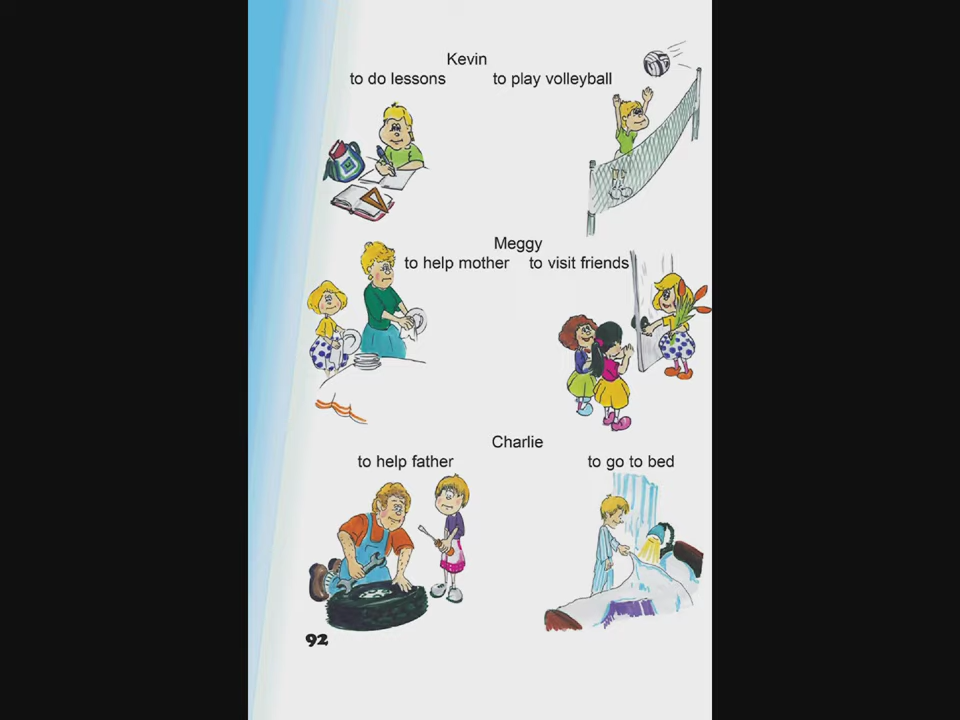 Kevin
to do lessons to play volleyball
Meggy
to help mother to visit friends
Charlie
to help father to go to bed
92